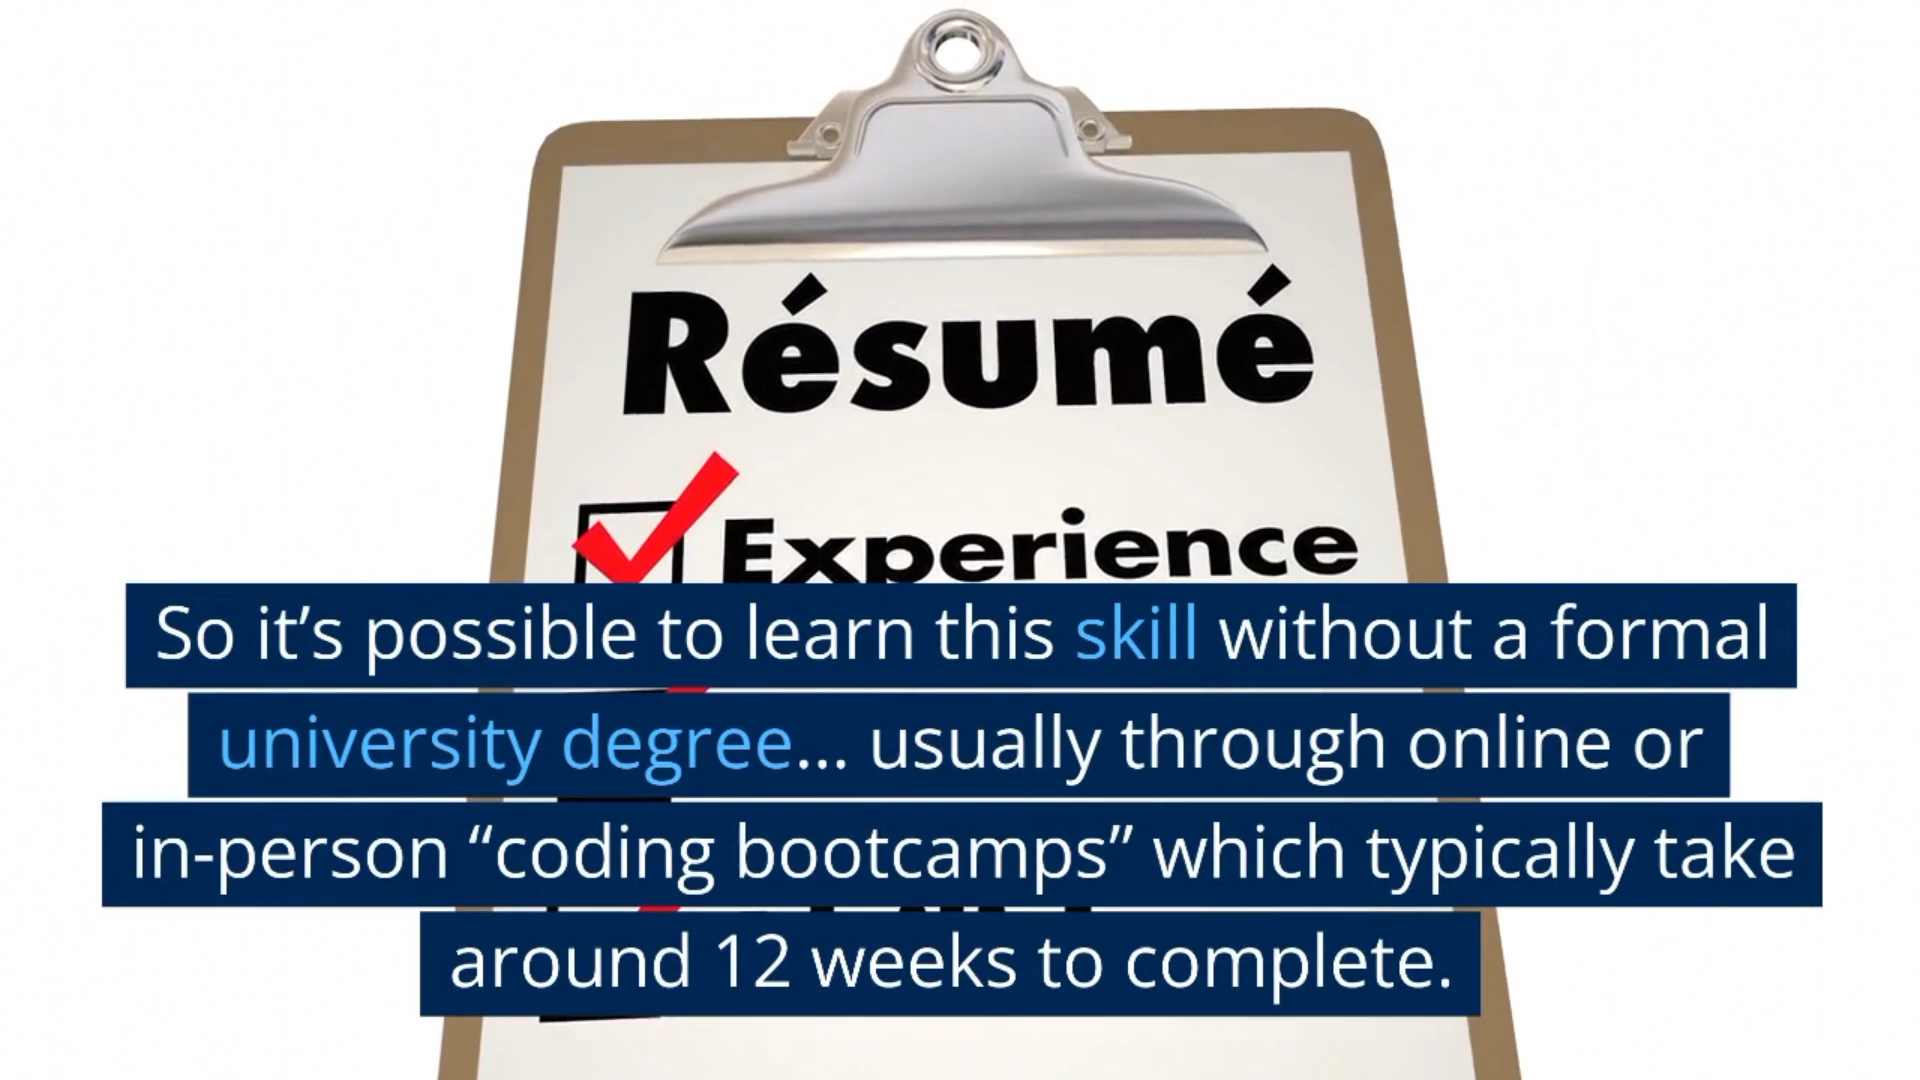 Résumé
Experience
So it’s possible to learn this skill without a formal
university degree... usually through online or
in-person “coding bootcamps” which typically take
around 12 weeks to complete.